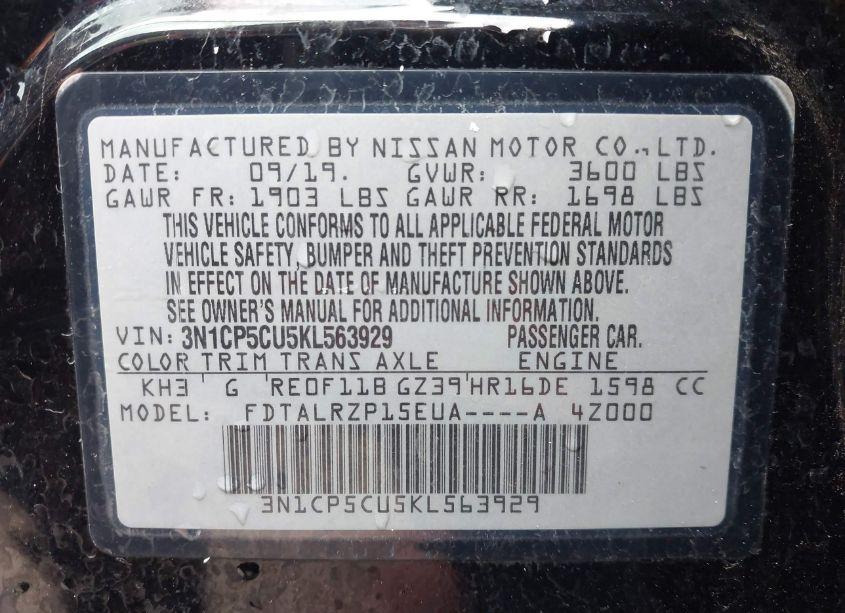 MANUFACTURED BY NISSAN MOTOR CO., LTD.
DATE: 09/19. GVWR: 3600 LBS
GAWR FR: 1903 LBS GAWR RR: 1698 LBS
THIS VEHICLE CONFORMS TO ALL APPLICABLE FEDERAL MOTOR
VEHICLE SAFETY, BUMPER AND THEFT PREVENTION STANDARDS
IN EFFECT ON THE DATE OF MANUFACTURE SHOWN ABOVE.
SEE OWNER'S MANUAL FOR ADDITIONAL INFORMATION.
VIN: 3N1CP5CU5KL563929 PASSENGER CAR.
COLOR TRIM TRANS AXLE ENGINE
KH3 G RE0F11B GZ39 HR16DE 1598 CC
MODEL: FDTALRZP15EUA----A 4Z000
3N1CP5CU5KL563929